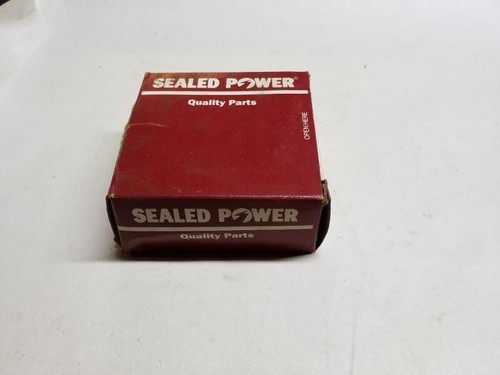 SEALED POWER®
Quality Parts
OPEN HERE
SEALED POWER
Quality Parts